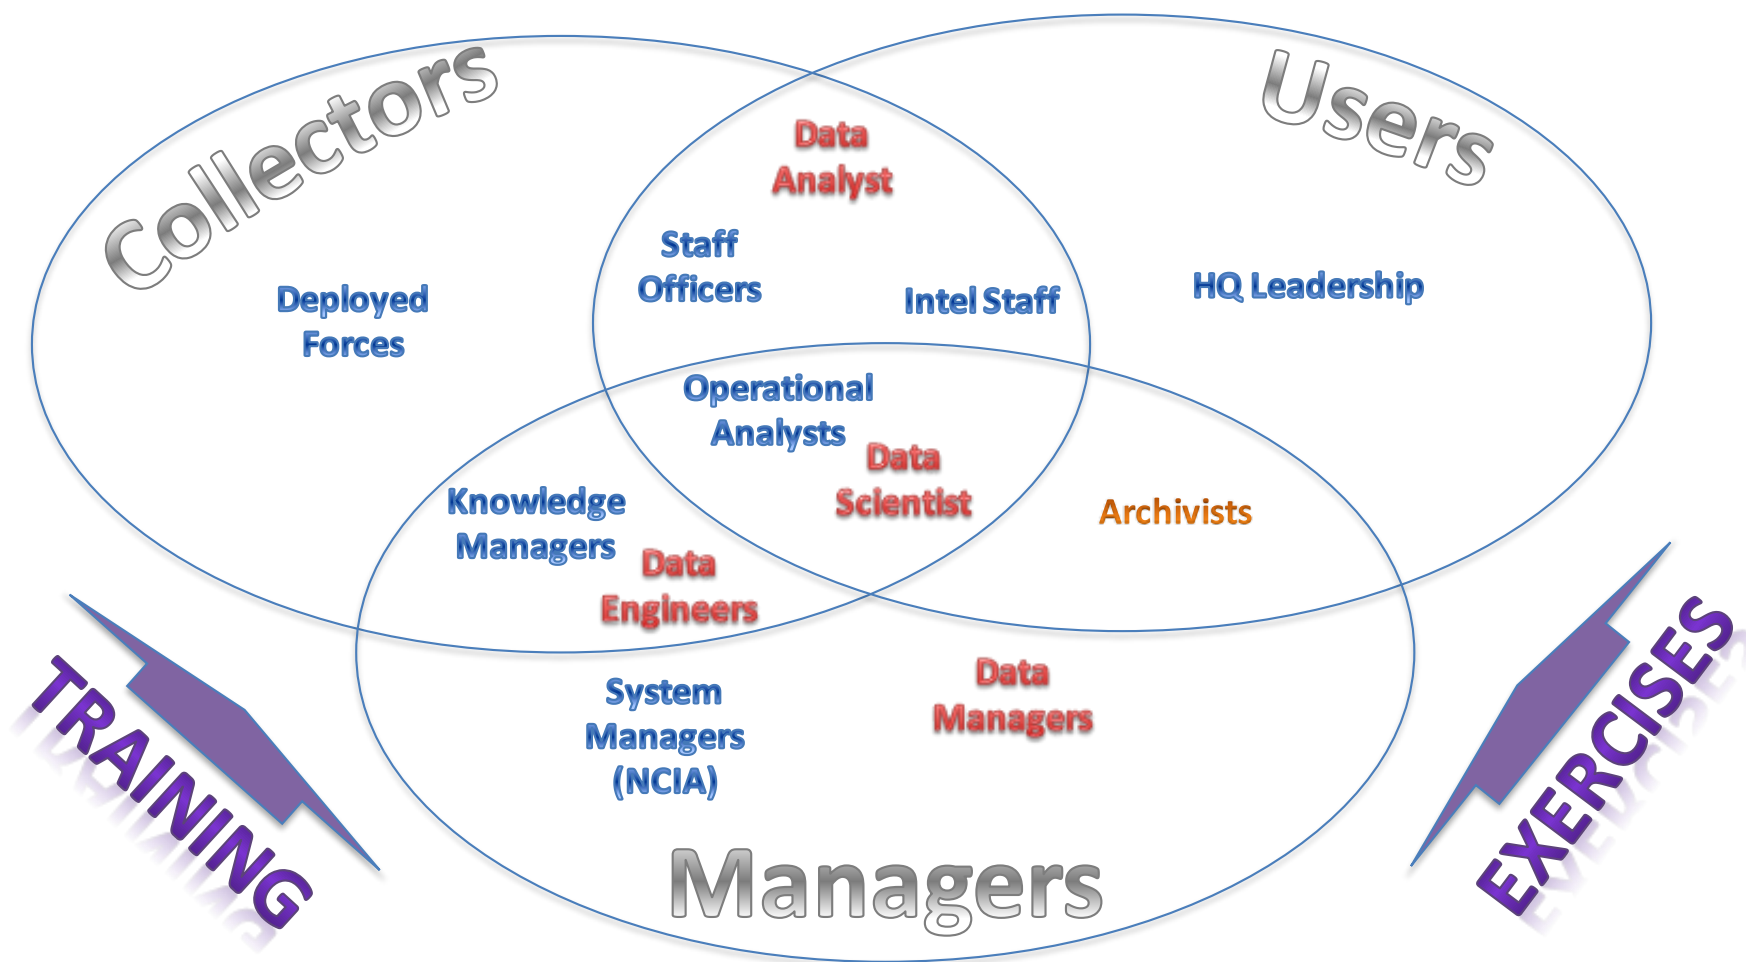 Collectors
Users
Data
Analyst
Staff
Officers
Intel Staff
HQ Leadership
Deployed
Forces
Operational
Analysts
Data
Scientist
Knowledge
Managers
Data
Engineers
Archivists
System
Managers
(NCIA)
Data
Managers
TRAINING
EXERCISES
Managers